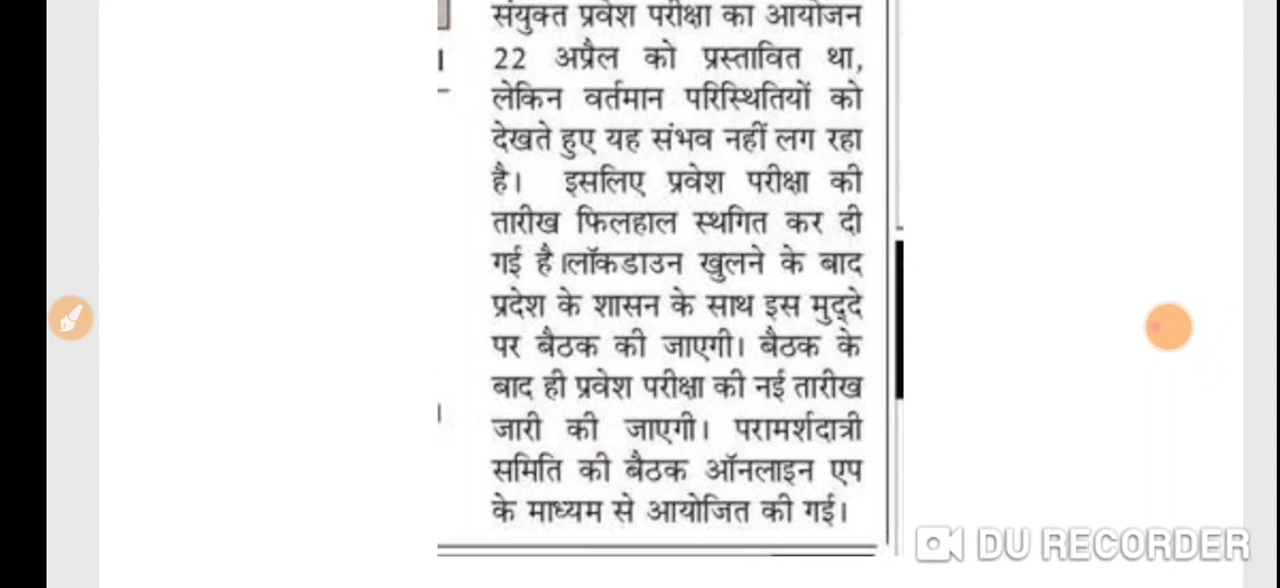 संयुक्त प्रवेश परीक्षा का आयोजन
22 अप्रैल को प्रस्तावित था,
लेकिन वर्तमान परिस्थितियों को
देखते हुए यह संभव नहीं लग रहा
है। इसलिए प्रवेश परीक्षा की
तारीख फिलहाल स्थगित कर दी
गई है।लॉकडाउन खुलने के बाद
प्रदेश के शासन के साथ इस मुद्दे
पर बैठक की जाएगी। बैठक के
बाद ही प्रवेश परीक्षा की नई तारीख
जारी की जाएगी। परामर्शदात्री
समिति की बैठक ऑनलाइन एप
के माध्यम से आयोजित की गई।
DU RECORDER